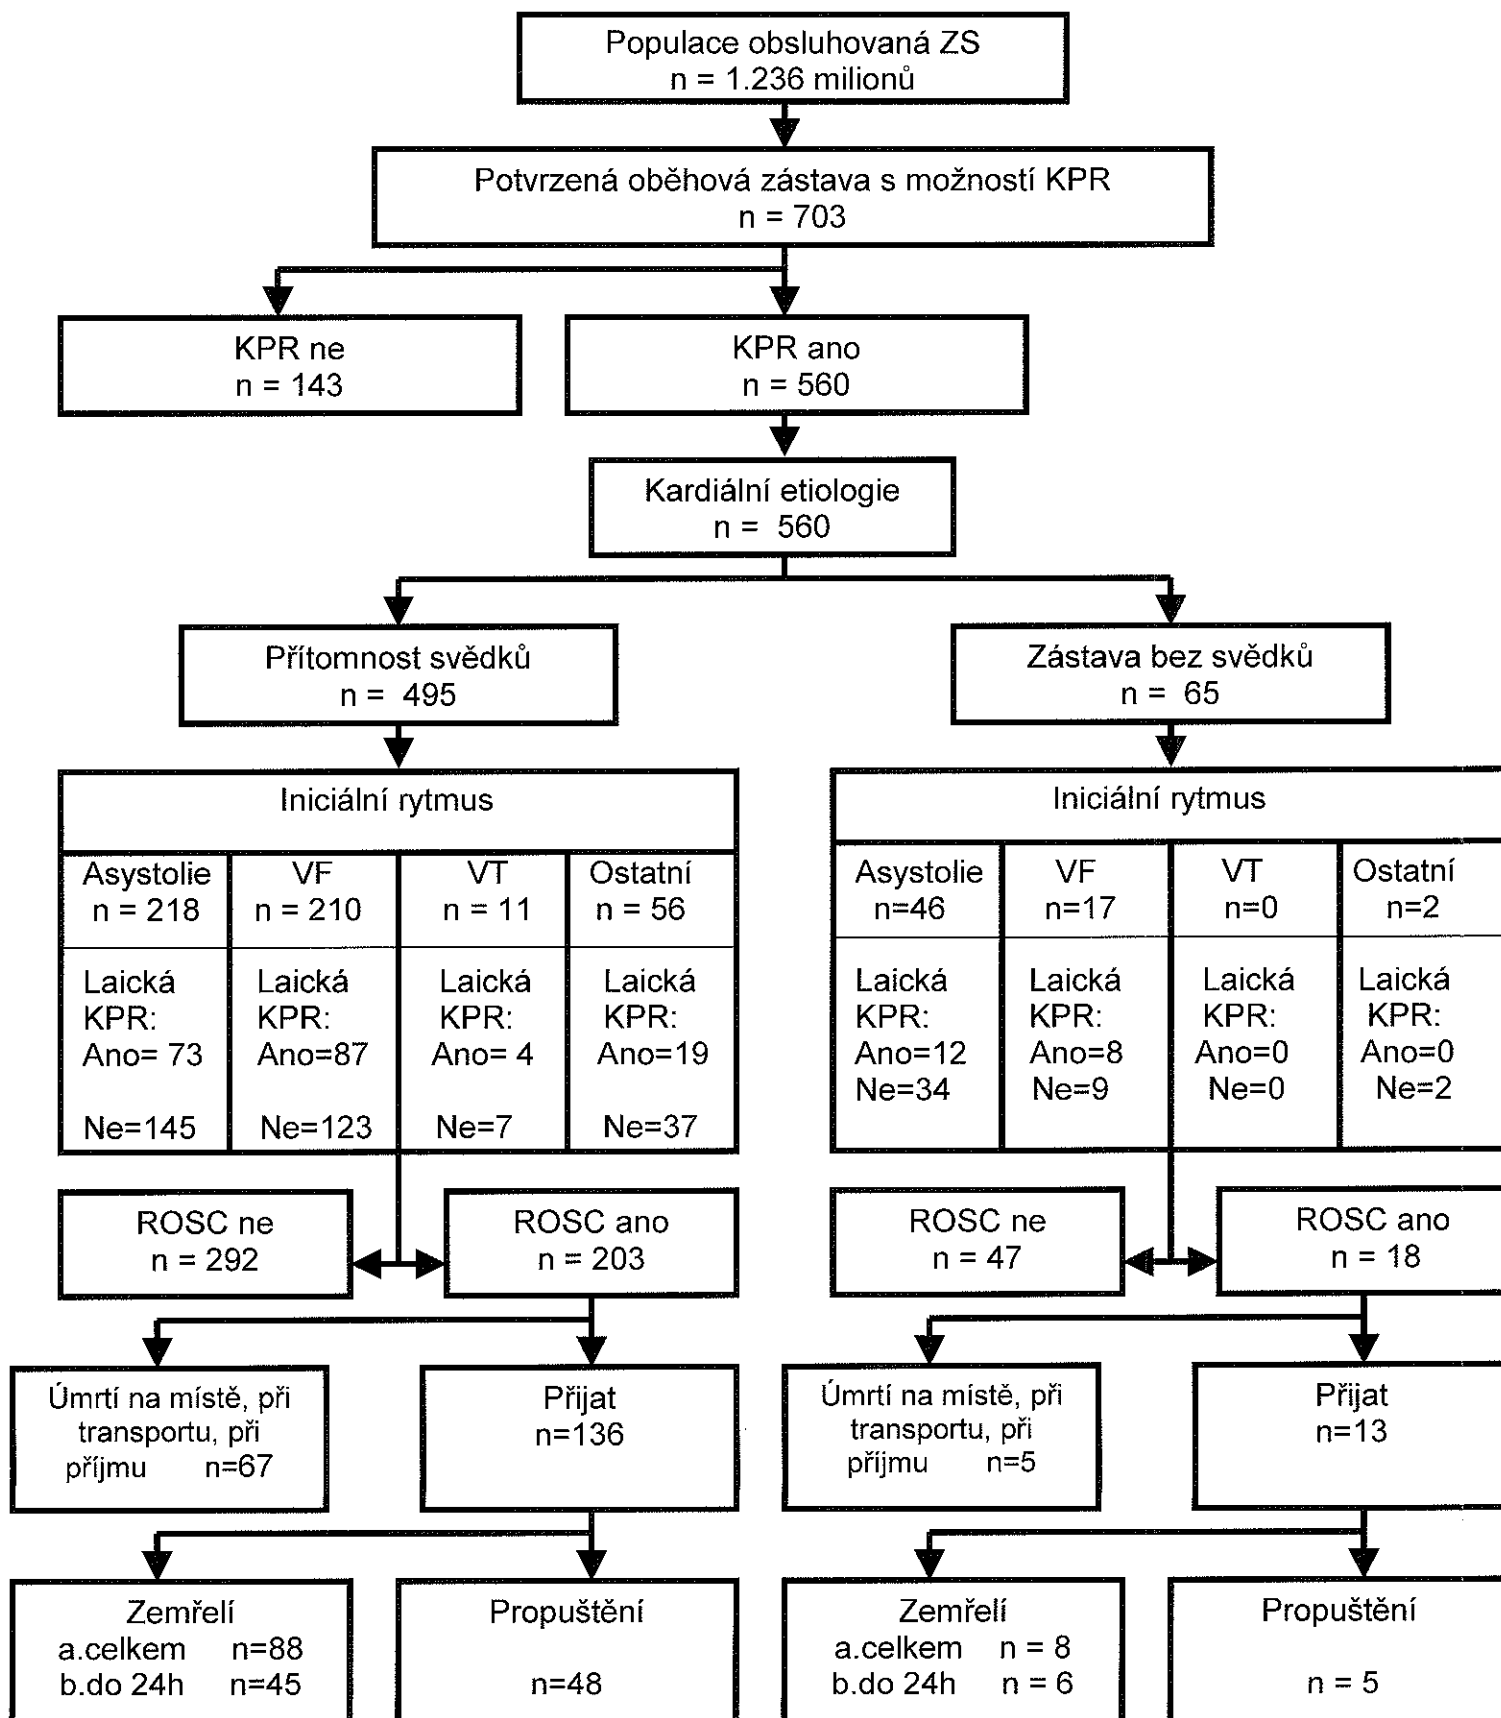 Populace obsluhovaná ZS
n = 1.236 milionů
Potvrzená oběhová zástava s možností KPR
n = 703
KPR ne
n = 143
KPR ano
n = 560
Kardiální etiologie
n = 560
Přítomnost svědků
n = 495
Zástava bez svědků
n = 65
Iniciální rytmus
Asystolie
n = 218
VF
n = 210
VT
n = 11
Ostatní
n = 56
Laická
KPR:
Ano= 73
Ne=145
Laická
KPR:
Ano=87
Ne=123
Laická
KPR:
Ano= 4
Ne=7
Laická
KPR:
Ano=19
Ne=37
Iniciální rytmus
Asystolie
n=46
VF
n=17
VT
n=0
Ostatní
n=2
Laická
KPR:
Ano=12
Ne=34
Laická
KPR:
Ano=8
Ne=9
Laická
KPR:
Ano=0
Ne=0
Laická
KPR:
Ano=0
Ne=2
ROSC ne
n = 292
ROSC ano
n = 203
ROSC ne
n = 47
ROSC ano
n = 18
Úmrtí na místě, při
transportu, při
příjmu n=67
Přijat
n=136
Úmrtí na místě, při
transportu, při
příjmu n=5
Přijat
n=13
Zemřelí
a.celkem n=88
b.do 24h n=45
Propuštění
n=48
Zemřelí
a.celkem n = 8
b.do 24h n = 6
Propuštění
n = 5